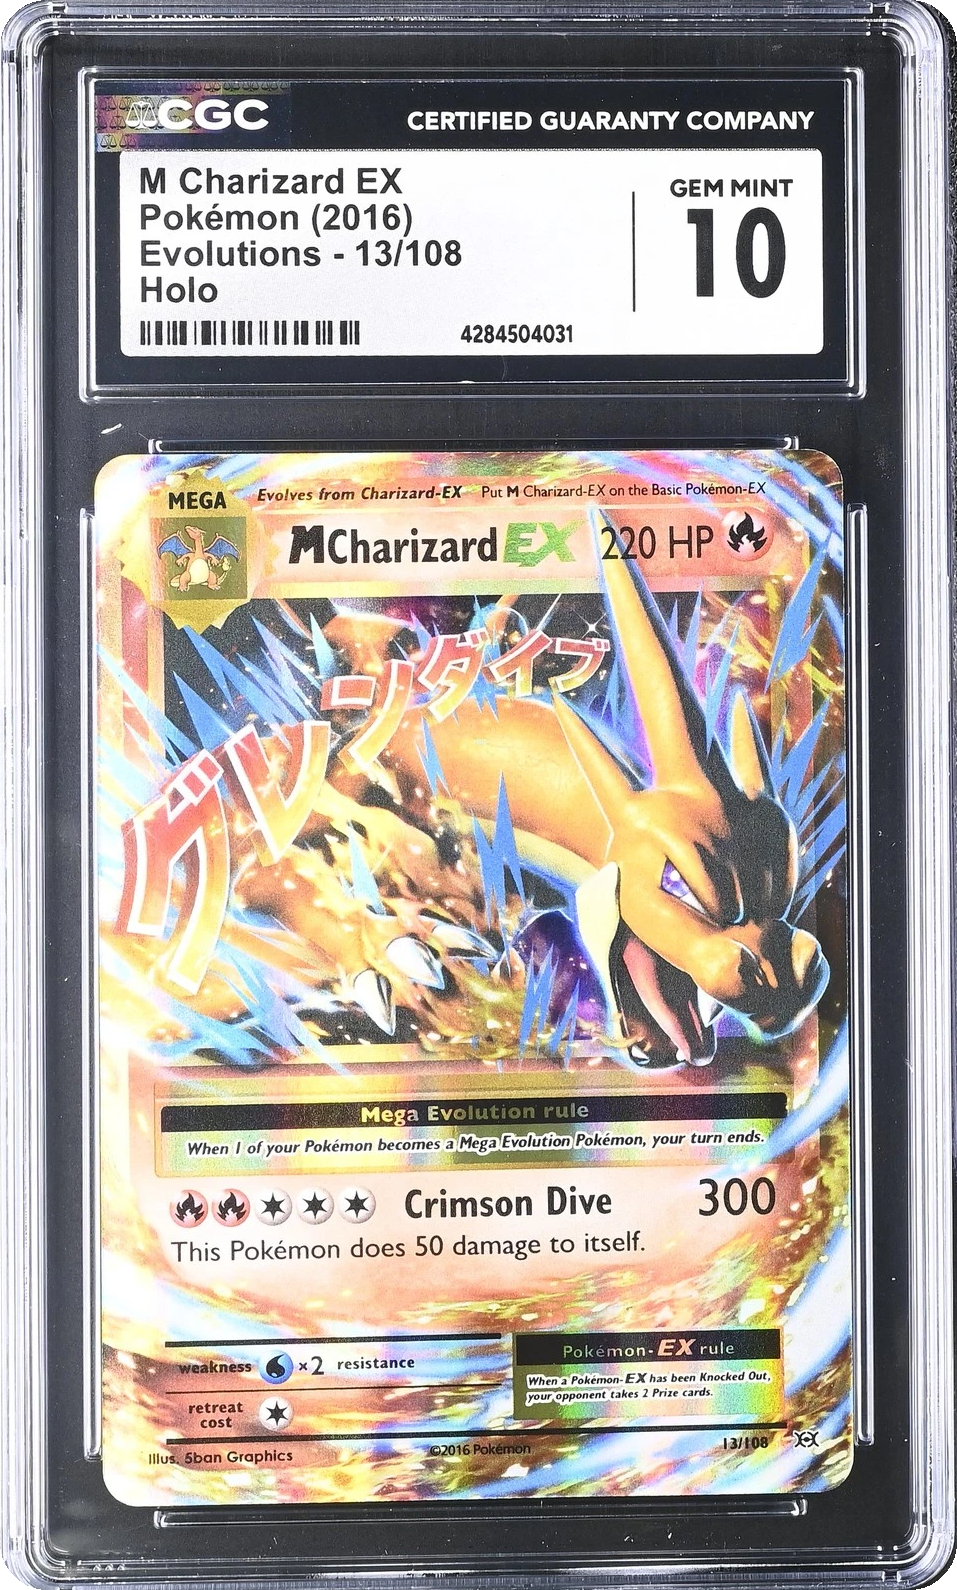 CGC
CERTIFIED GUARANTY COMPANY
M Charizard EX
Pokémon (2016)
Evolutions - 13/108
Holo
GEM MINT
10
4284504031
MEGA
Evolves from Charizard-EX Put M Charizard-EX on the Basic Pokémon-EX
MCharizard EX 220 HP
グレンダイブ
Mega Evolution rule
When 1 of your Pokémon becomes a Mega Evolution Pokémon, your turn ends.
Crimson Dive 300
This Pokémon does 50 damage to itself.
weakness ×2 resistance
retreat
cost
Pokémon-EX rule
When a Pokémon-EX has been Knocked Out,
your opponent takes 2 Prize cards.
Illus. 5ban Graphics
©2016 Pokémon
13/108